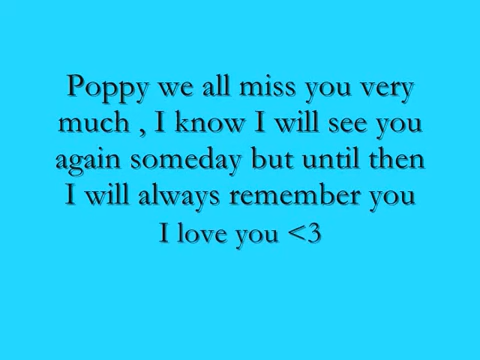 Poppy we all miss you very
much , I know I will see you
again someday but until then
I will always remember you
I love you <3